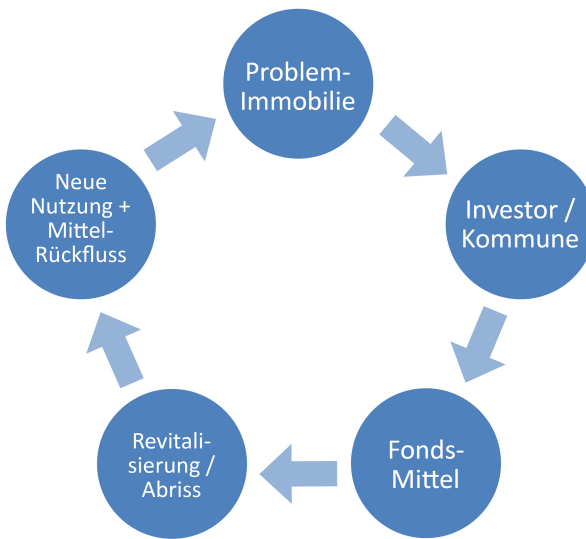 Problem-
Immobilie
Investor /
Kommune
Fonds-
Mittel
Revitali-
sierung /
Abriss
Neue
Nutzung +
Mittel-
Rückfluss